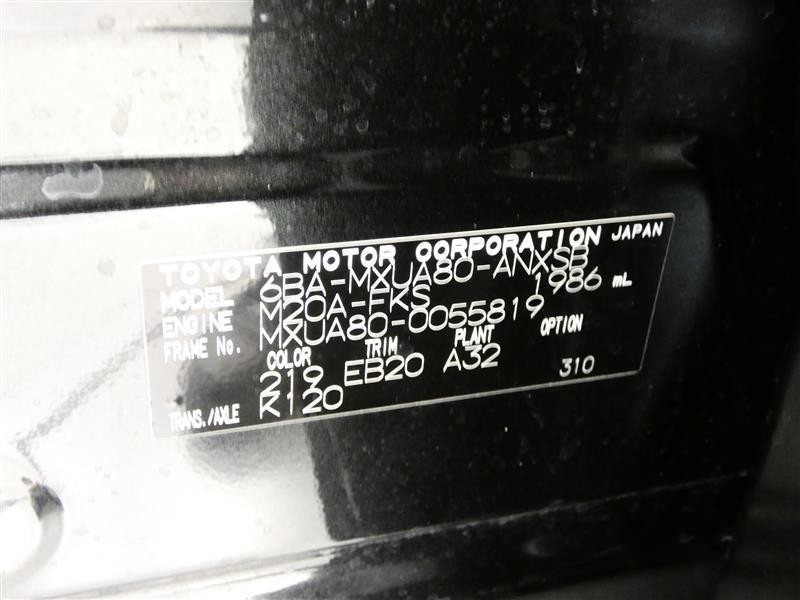 TOYOTA MOTOR CORPORATION JAPAN
MODEL 6BA-MXUA80-ANXSB
ENGINE M20A-FKS 1986 mL
FRAME No. MXUA80-0055819
COLOR TRIM PLANT OPTION
219 EB20 A32 310
TRANS./AXLE K120